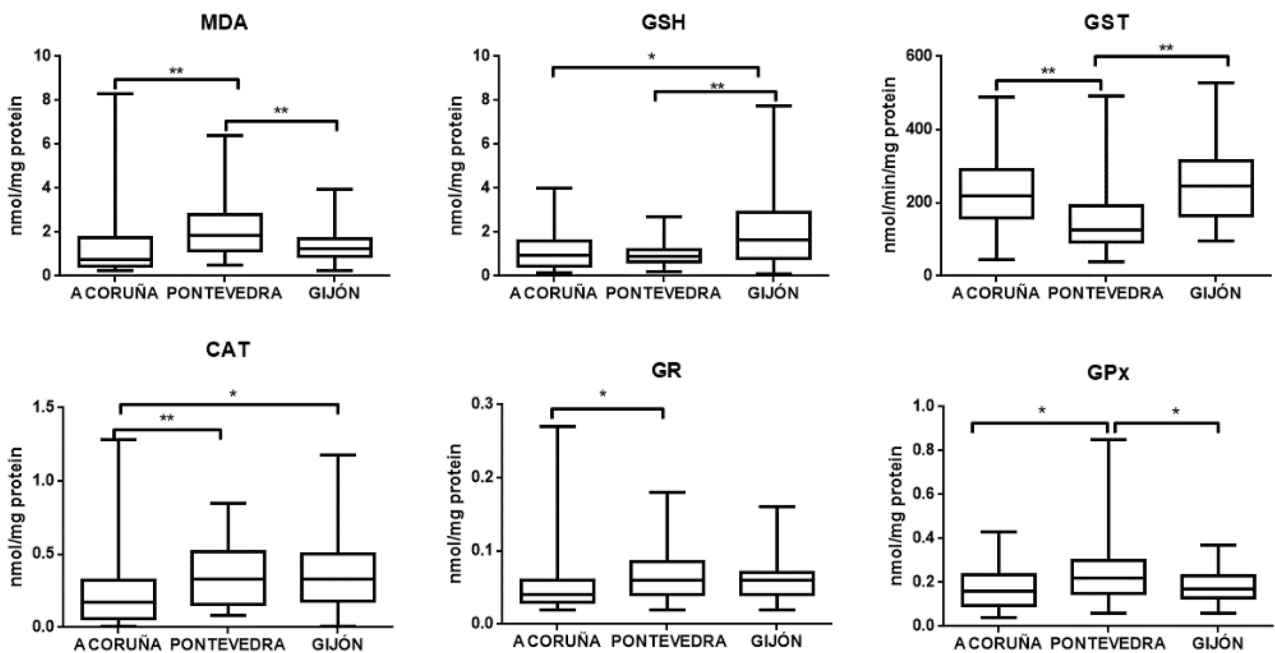 MDA
10
8
6
4
2
0
nmol/mg protein
**
**
A CORUÑA PONTEVEDRA GIJÓN
GSH
10
8
6
4
2
0
nmol/mg protein
*
**
A CORUÑA PONTEVEDRA GIJÓN
GST
600
400
200
0
nmol/min/mg protein
**
**
A CORUÑA PONTEVEDRA GIJÓN
CAT
1.5
1.0
0.5
0.0
nmol/mg protein
*
**
A CORUÑA PONTEVEDRA GIJÓN
GR
0.3
0.2
0.1
0.0
nmol/mg protein
*
A CORUÑA PONTEVEDRA GIJÓN
GPx
1.0
0.8
0.6
0.4
0.2
0.0
nmol/mg protein
*
*
A CORUÑA PONTEVEDRA GIJÓN